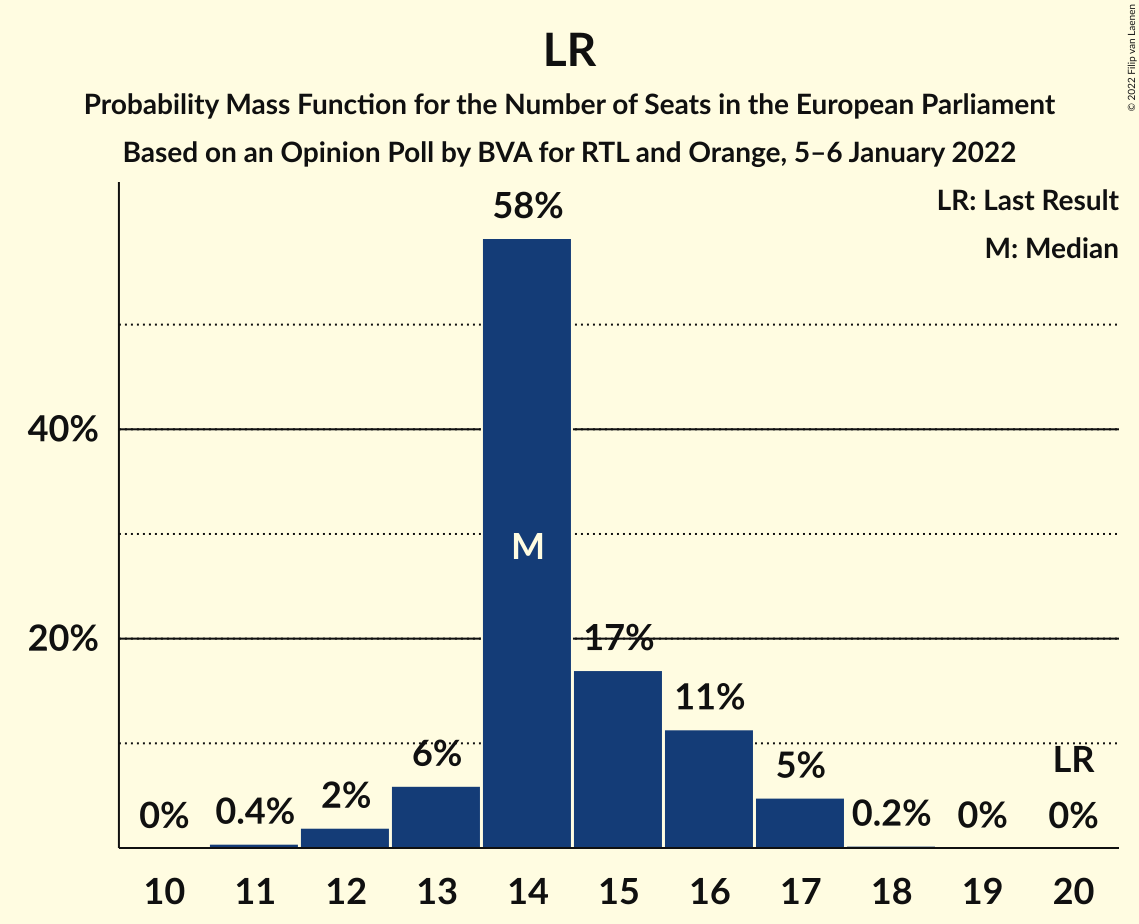 LR
Probability Mass Function for the Number of Seats in the European Parliament
Based on an Opinion Poll by BVA for RTL and Orange, 5–6 January 2022
© 2022 Filip van Laenen
LR: Last Result
M: Median
58%
40%
M
20%
17%
11%
6%
5%
LR
2%
0%
0.4%
0.2%
0%
0%
10 11 12 13 14 15 16 17 18 19 20